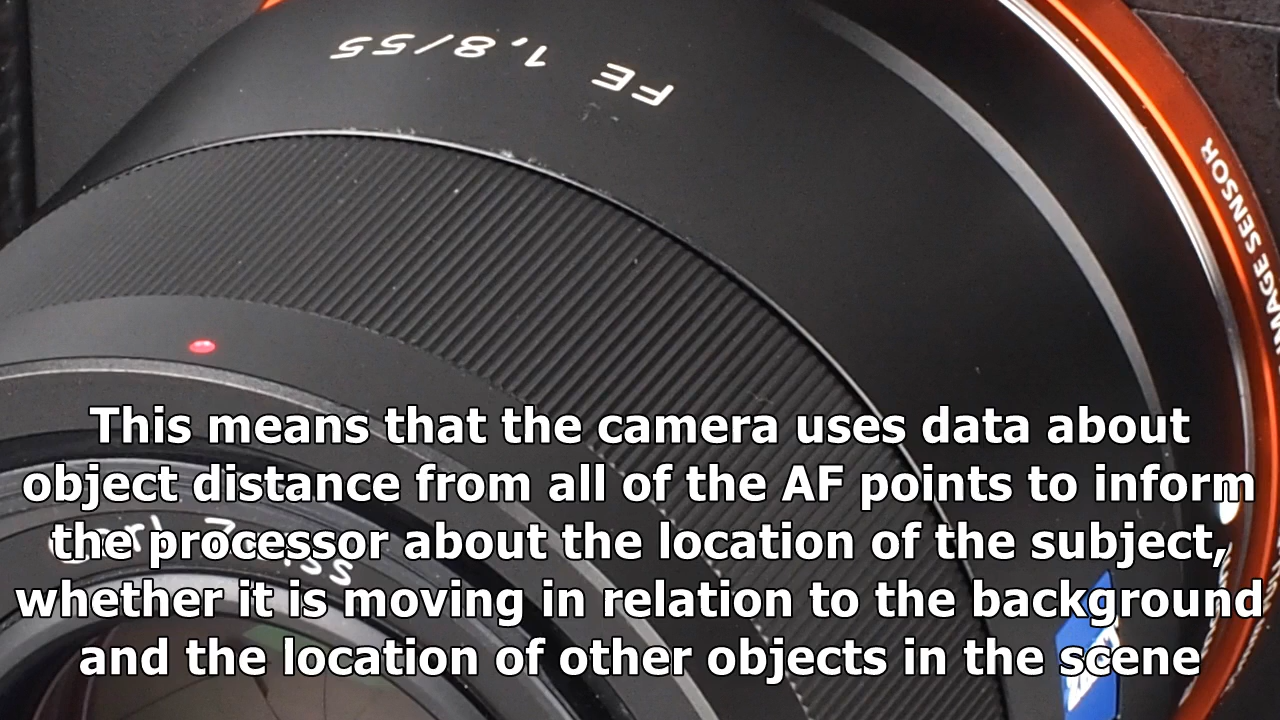 FE 1,8/55
IMAGE SENSOR
This means that the camera uses data about
object distance from all of the AF points to inform
the processor about the location of the subject,
whether it is moving in relation to the background
and the location of other objects in the scene